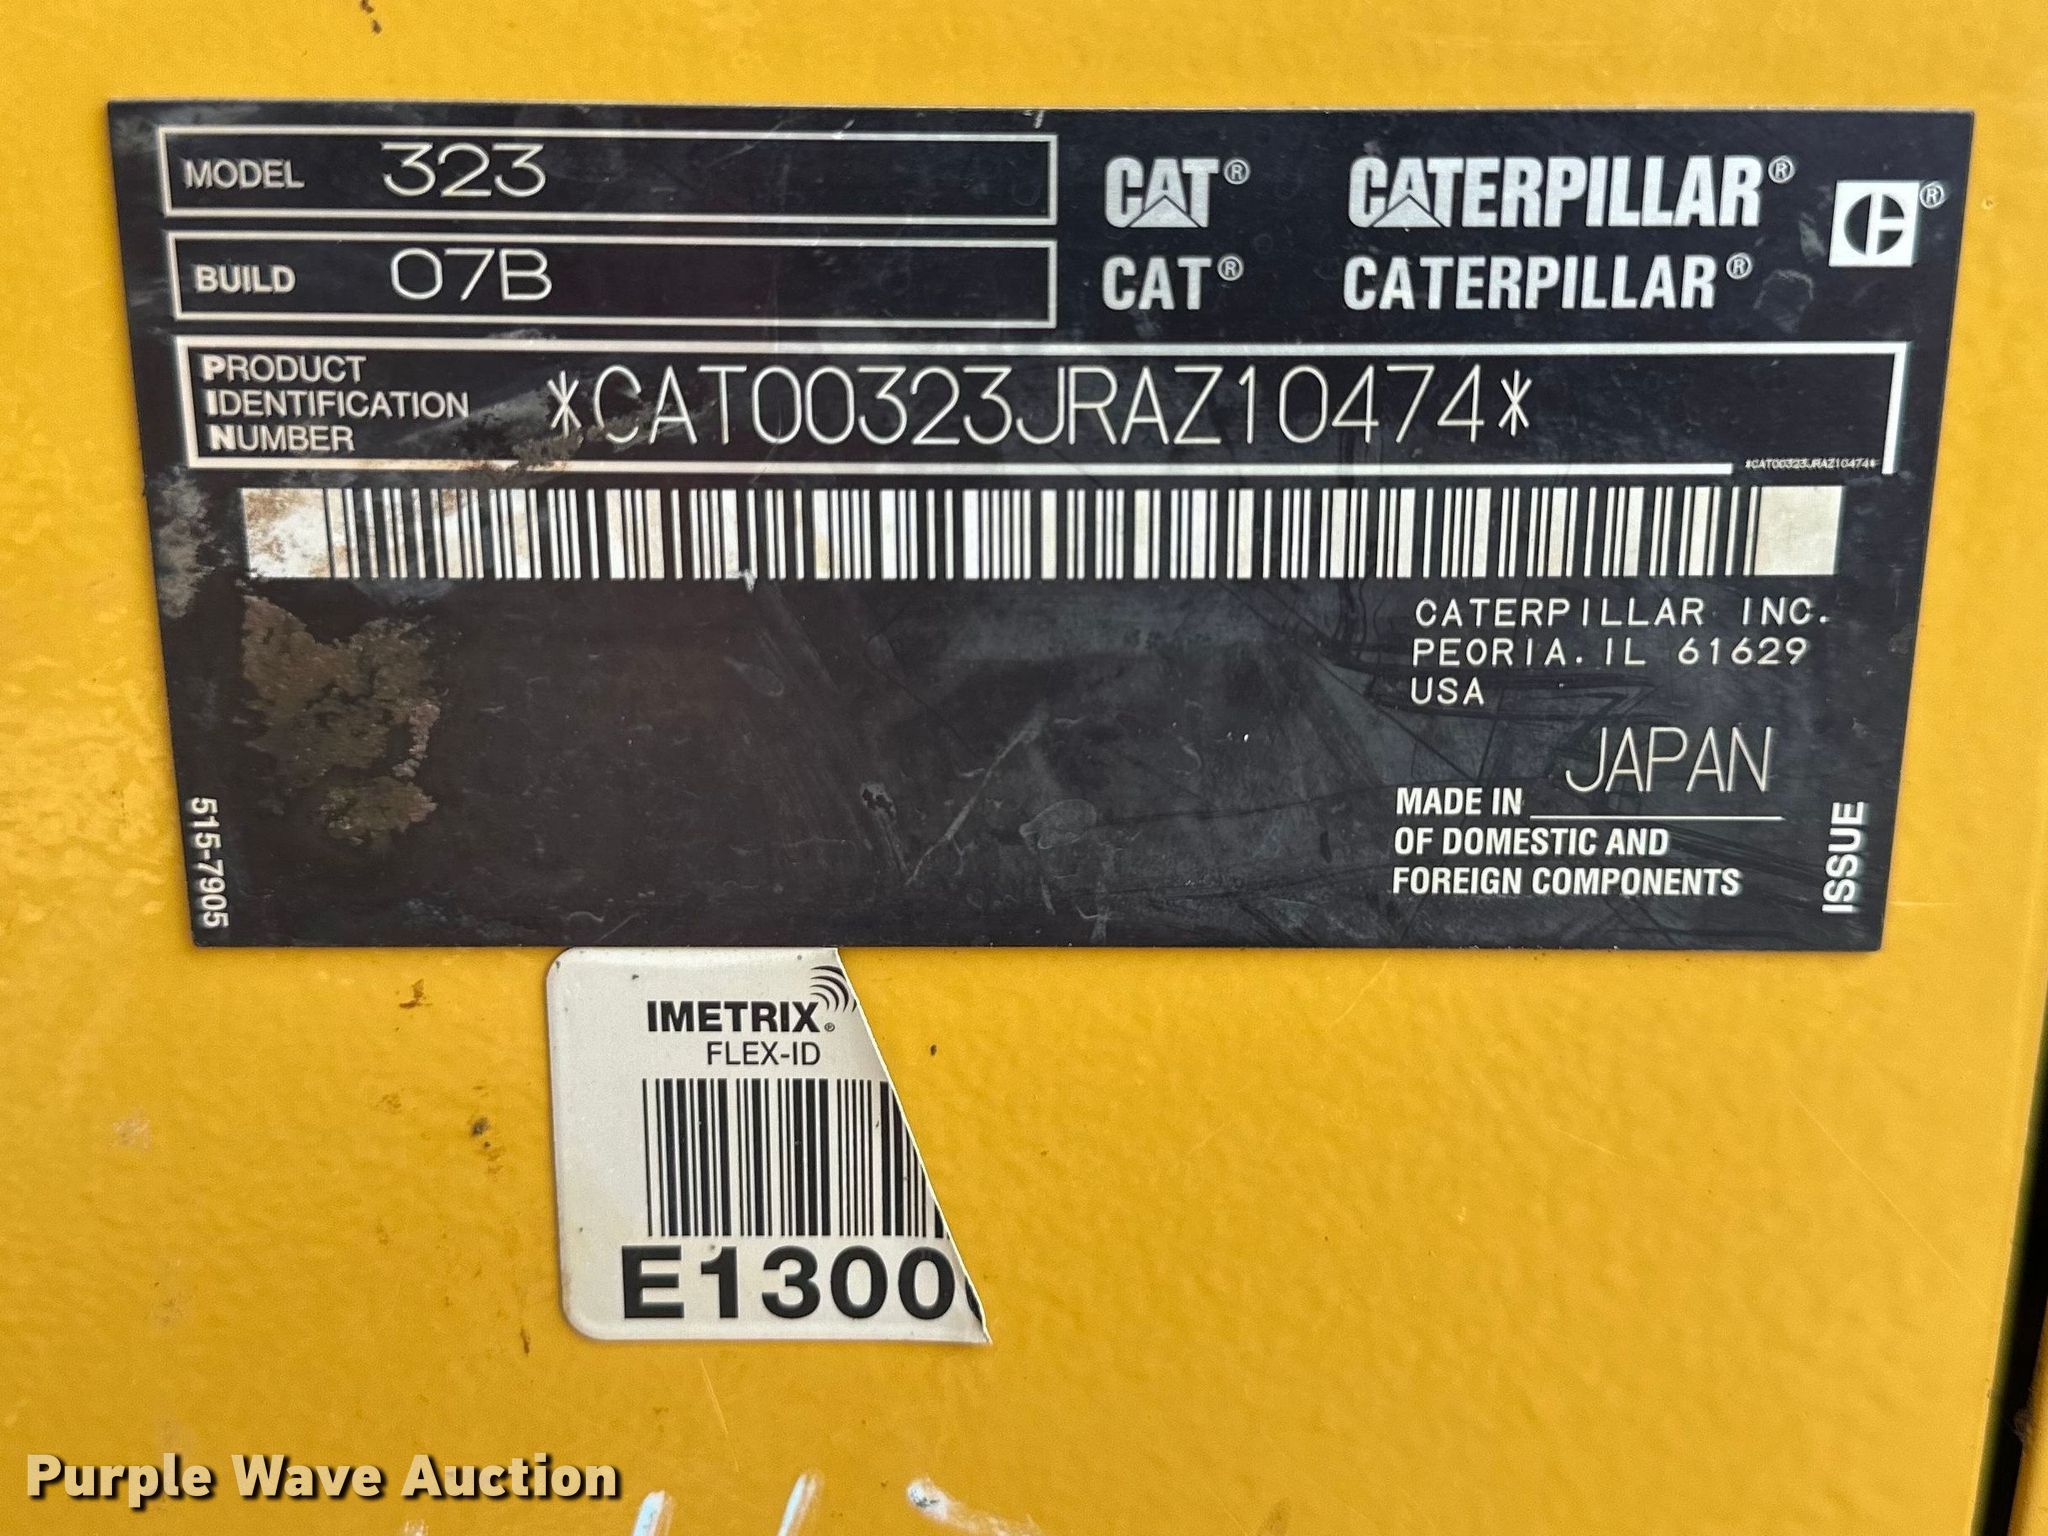 MODEL 323
BUILD 07B
CAT® CATERPILLAR® ®
CAT® CATERPILLAR®
PRODUCT
IDENTIFICATION
NUMBER
*CAT00323JRAZ10474*
*CAT00323JRAZ10474*
CATERPILLAR INC.
PEORIA. IL 61629
USA
MADE IN JAPAN
OF DOMESTIC AND
FOREIGN COMPONENTS
515-7905
ISSUE
IMETRIX®
FLEX-ID
E1300
Purple Wave Auction